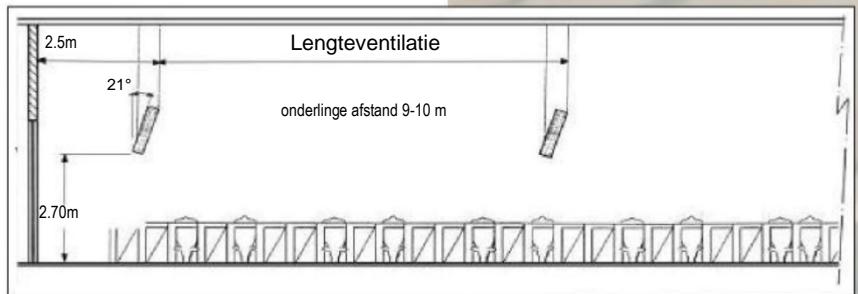 2.5m
Lengteventilatie
21°
onderlinge afstand 9-10 m
2.70m